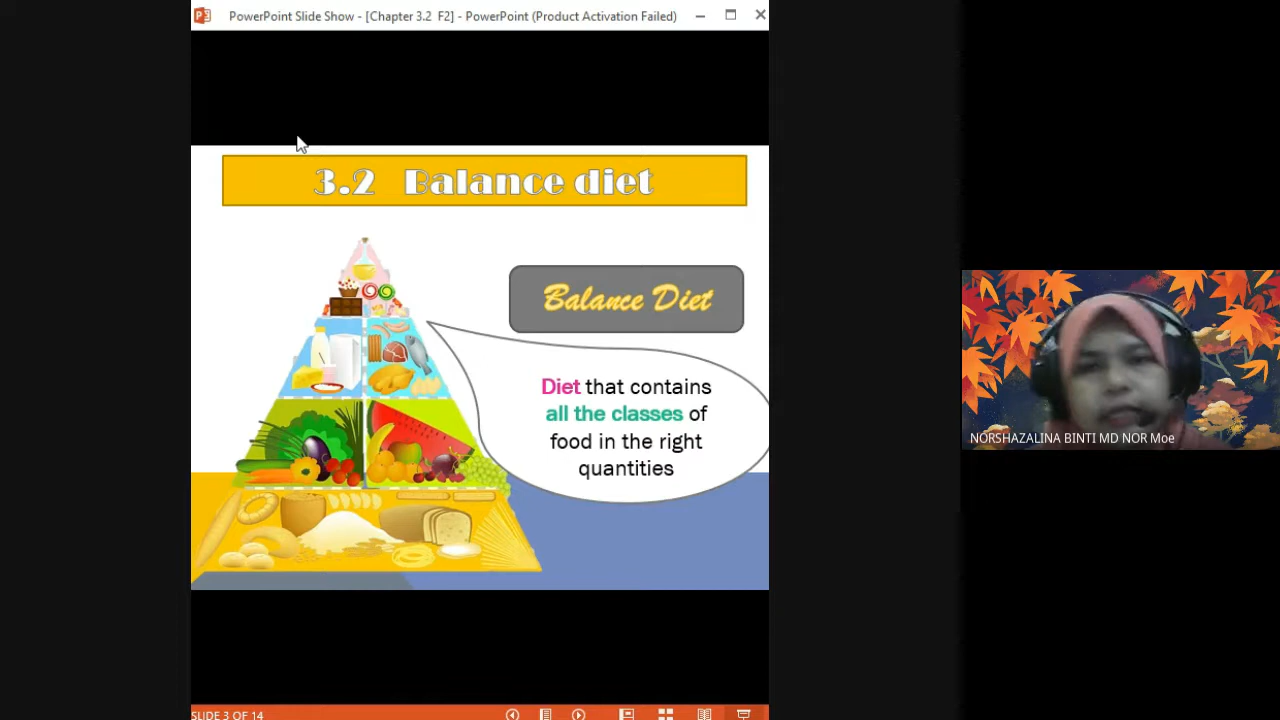 PowerPoint Slide Show - [Chapter 3.2 F2] - PowerPoint (Product Activation Failed)
3.2 Balance diet
Balance Diet
Diet that contains
all the classes of
food in the right
quantities
NORSHAZALINA BINTI MD NOR Moe
SLIDE 3 OF 14